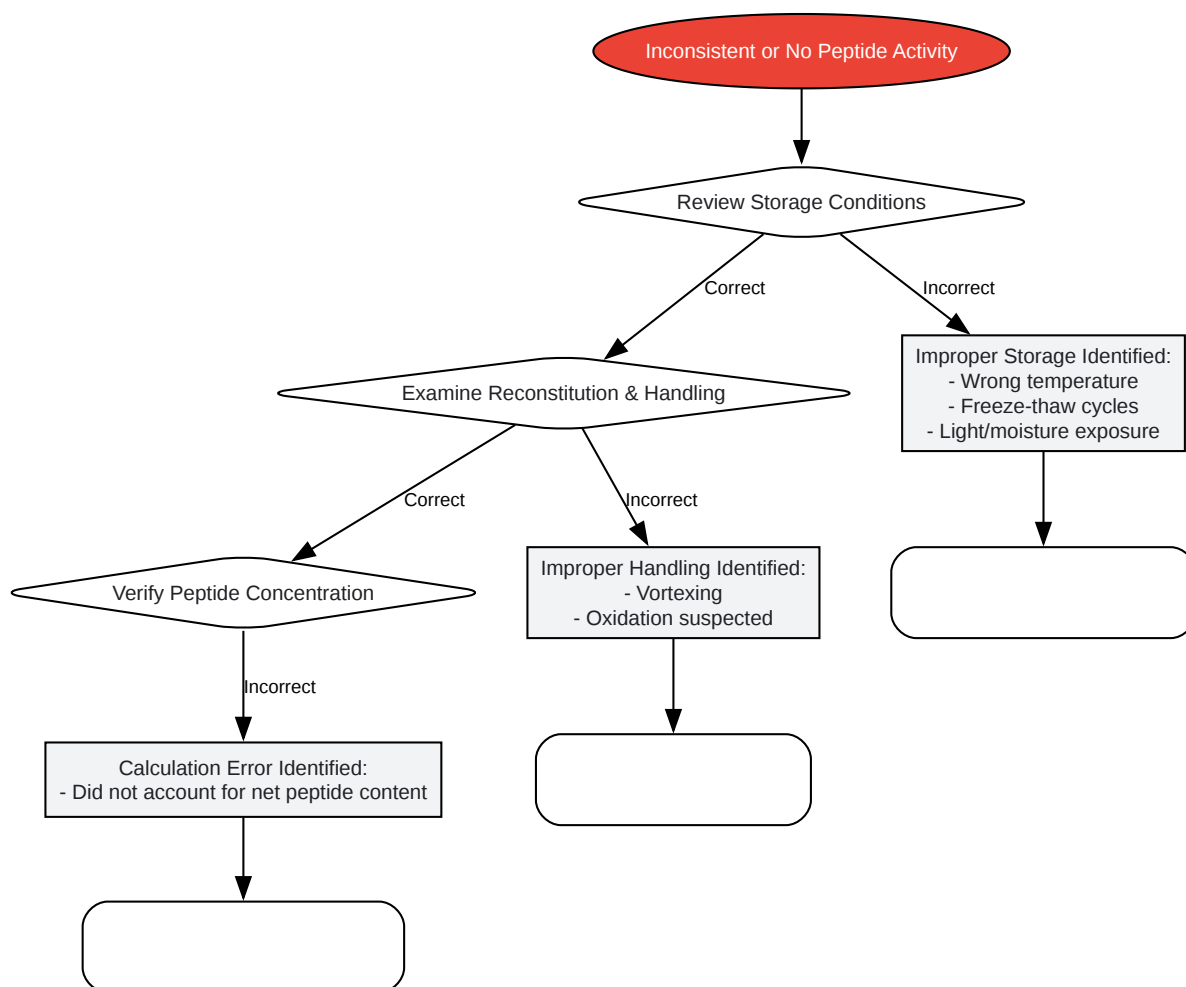 Inconsistent or No Peptide Activity
Review Storage Conditions
Correct
Incorrect
Improper Storage Identified:
- Wrong temperature
- Freeze-thaw cycles
- Light/moisture exposure
Examine Reconstitution & Handling
Correct
Incorrect
Improper Handling Identified:
- Vortexing
- Oxidation suspected
Verify Peptide Concentration
Incorrect
Calculation Error Identified:
- Did not account for net peptide content